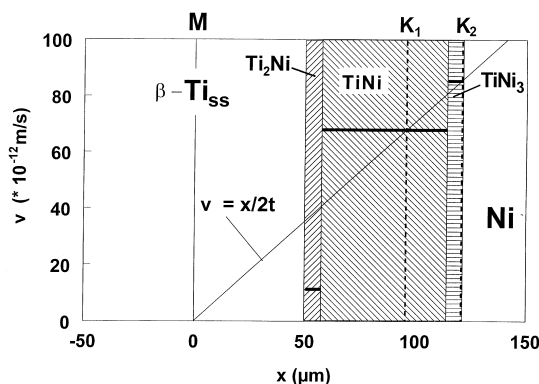 M K₁ K₂
100
80
60
40
20
0
v (* 10⁻¹² m/s)
β – Tiₛₛ
Ti₂Ni
TiNi
TiNi₃
Ni
v = x/2t
-50 0 50 100 150
x (μm)